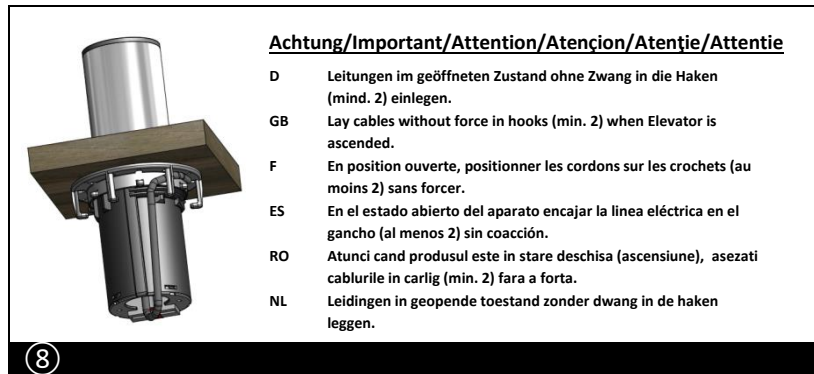 Achtung/Important/Attention/Atençion/Atenţie/Attentie
D Leitungen im geöffneten Zustand ohne Zwang in die Haken
(mind. 2) einlegen.
GB Lay cables without force in hooks (min. 2) when Elevator is
ascended.
F En position ouverte, positionner les cordons sur les crochets (au
moins 2) sans forcer.
ES En el estado abierto del aparato encajar la linea eléctrica en el
gancho (al menos 2) sin coacción.
RO Atunci cand produsul este in stare deschisa (ascensiune), asezati
cablurile in carlig (min. 2) fara a forta.
NL Leidingen in geopende toestand zonder dwang in de haken
leggen.
8